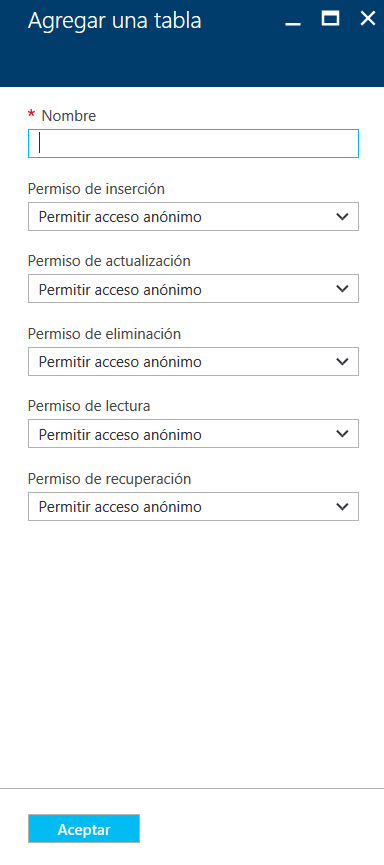 Agregar una tabla
* Nombre
Permiso de inserción
Permitir acceso anónimo
Permiso de actualización
Permitir acceso anónimo
Permiso de eliminación
Permitir acceso anónimo
Permiso de lectura
Permitir acceso anónimo
Permiso de recuperación
Permitir acceso anónimo
Aceptar